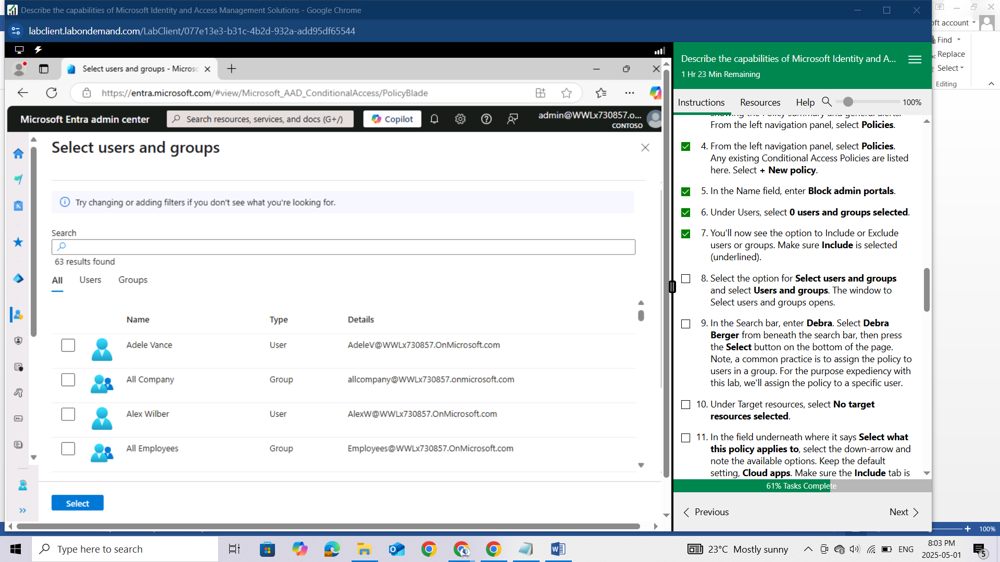 Describe the capabilities of Microsoft Identity and Access Management Solutions - Google Chrome
labclient.labondemand.com/LabClient/077e13e3-b31c-4b2d-932a-add95df65544
Select users and groups - Micros
https://entra.microsoft.com/#view/Microsoft_AAD_ConditionalAccess/PolicyBlade
Microsoft Entra admin center
Search resources, services, and docs (G+/)
Copilot
admin@WWLx730857.o...
CONTOSO
Select users and groups
Try changing or adding filters if you don't see what you're looking for.
Search
63 results found
All Users Groups
Name Type Details
Adele Vance User AdeleV@WWLx730857.OnMicrosoft.com
All Company Group allcompany@WWLx730857.onmicrosoft.com
Alex Wilber User AlexW@WWLx730857.OnMicrosoft.com
All Employees Group Employees@WWLx730857.OnMicrosoft.com
Select
Describe the capabilities of Microsoft Identity and A...
1 Hr 23 Min Remaining
Instructions Resources Help 100%
showing the Policy Summary and general alerts.
From the left navigation panel, select Policies.
4. From the left navigation panel, select Policies.
Any existing Conditional Access Policies are listed
here. Select + New policy.
5. In the Name field, enter Block admin portals.
6. Under Users, select 0 users and groups selected.
7. You'll now see the option to Include or Exclude
users or groups. Make sure Include is selected
(underlined).
8. Select the option for Select users and groups
and select Users and groups. The window to
Select users and groups opens.
9. In the Search bar, enter Debra. Select Debra
Berger from beneath the search bar, then press
the Select button on the bottom of the page.
Note, a common practice is to assign the policy to
users in a group. For the purpose expediency with
this lab, we'll assign the policy to a specific user.
10. Under Target resources, select No target
resources selected.
11. In the field underneath where it says Select what
this policy applies to, select the down-arrow and
note the available options. Keep the default
setting, Cloud apps. Make sure the Include tab is
61% Tasks Complete
Previous
Next
oft account
Find
Replace
Select
Editing
100%
Type here to search
23°C Mostly sunny
ENG
8:03 PM
2025-05-01
5